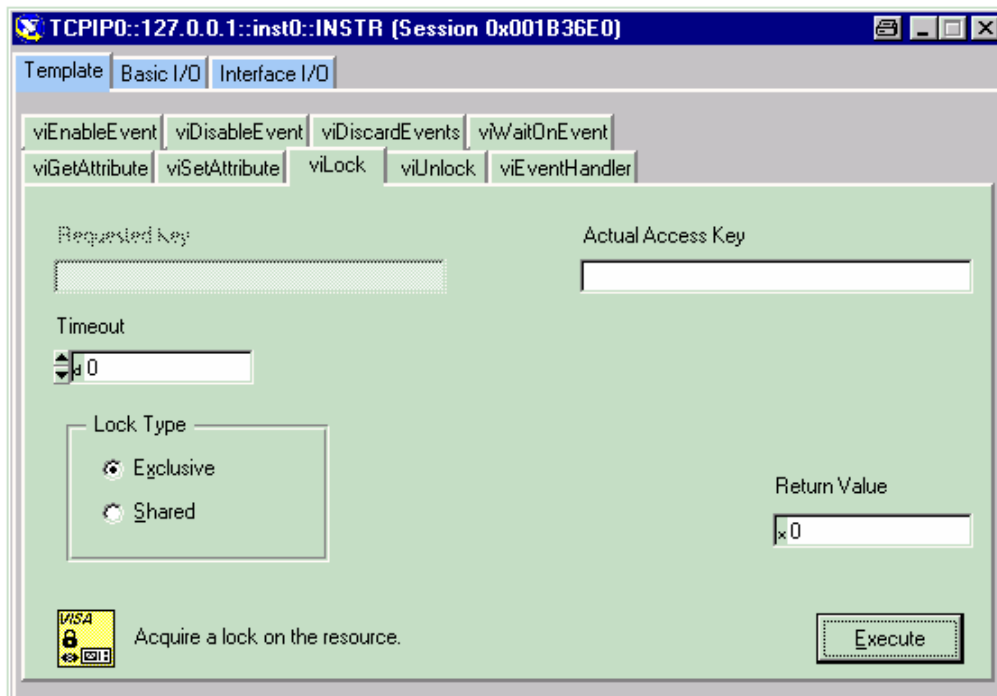 TCPIP0::127.0.0.1::inst0::INSTR (Session 0x001B36E0)
Template Basic I/O Interface I/O
viEnableEvent viDisableEvent viDiscardEvents viWaitOnEvent
viGetAttribute viSetAttribute viLock viUnlock viEventHandler
Requested Key Actual Access Key
Timeout
d 0
Lock Type
Exclusive
Shared
Return Value
x 0
VISA
Acquire a lock on the resource.
Execute